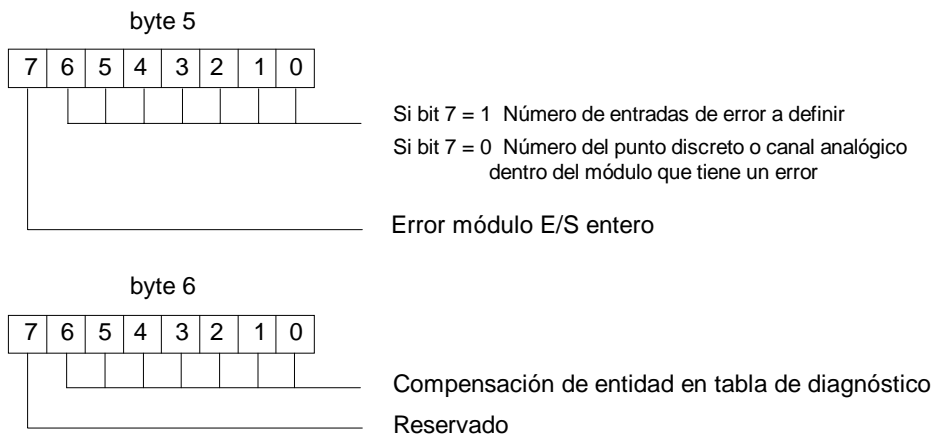 byte 5
7 6 5 4 3 2 1 0
Si bit 7 = 1 Número de entradas de error a definir
Si bit 7 = 0 Número del punto discreto o canal analógico
dentro del módulo que tiene un error
Error módulo E/S entero
byte 6
7 6 5 4 3 2 1 0
Compensación de entidad en tabla de diagnóstico
Reservado